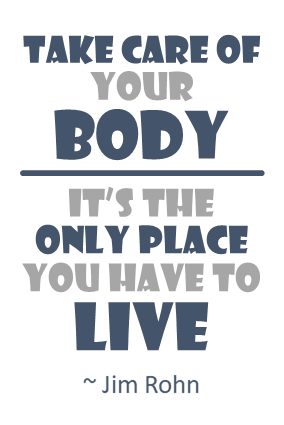 TAKE CARE OF
YOUR
BODY
IT'S THE
ONLY PLACE
YOU HAVE TO
LIVE
~ Jim Rohn